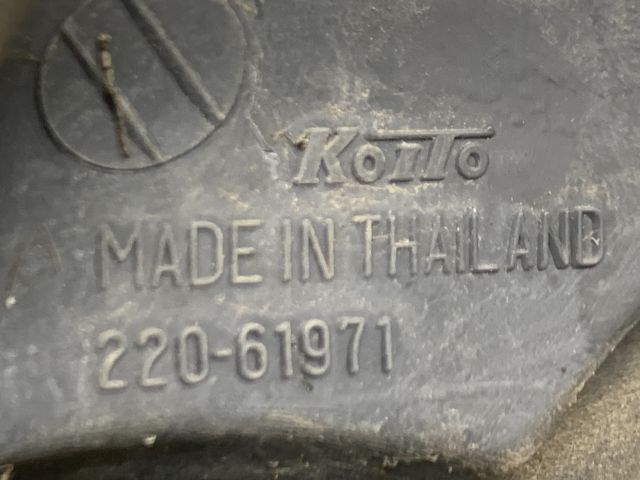 KoiTo
MADE IN THAILAND
220-61971